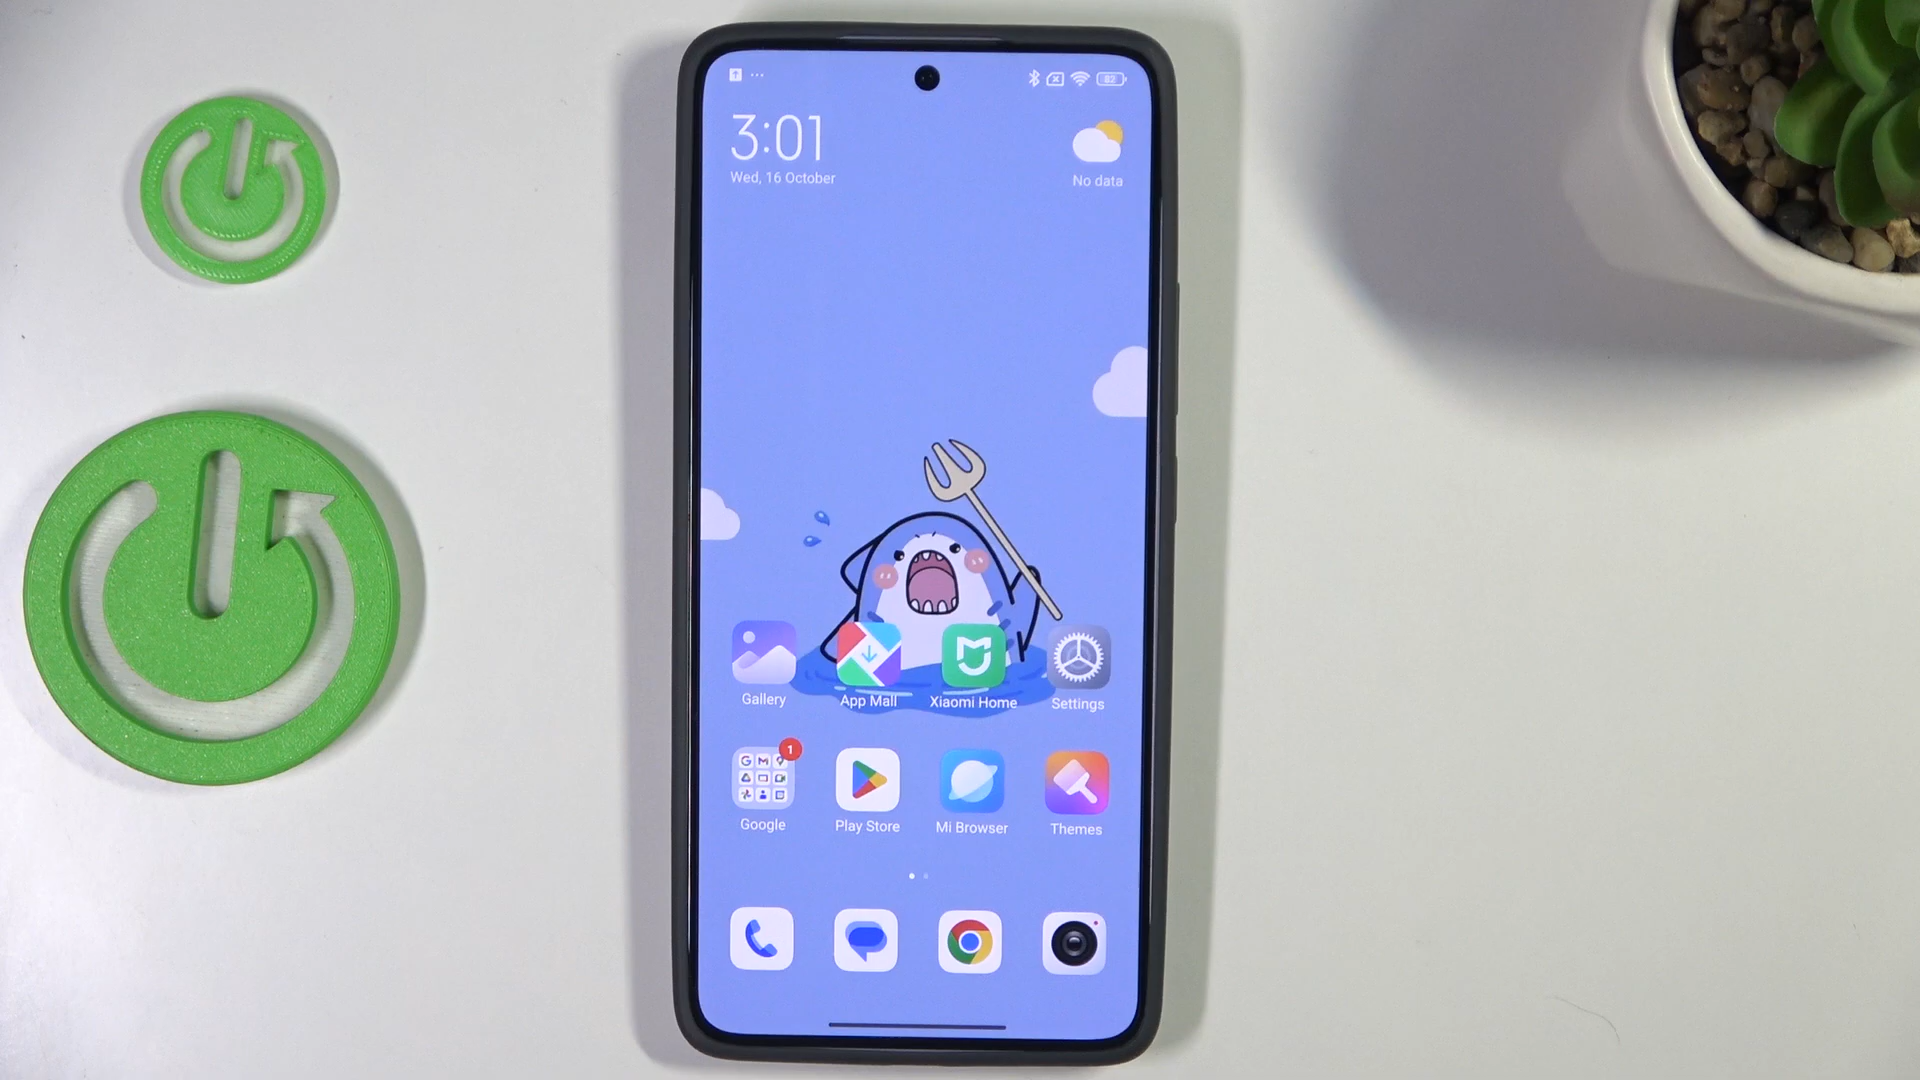 82
3:01
Wed, 16 October
No data
Gallery
App Mall
Xiaomi Home
Settings
1
Google
Play Store
Mi Browser
Themes